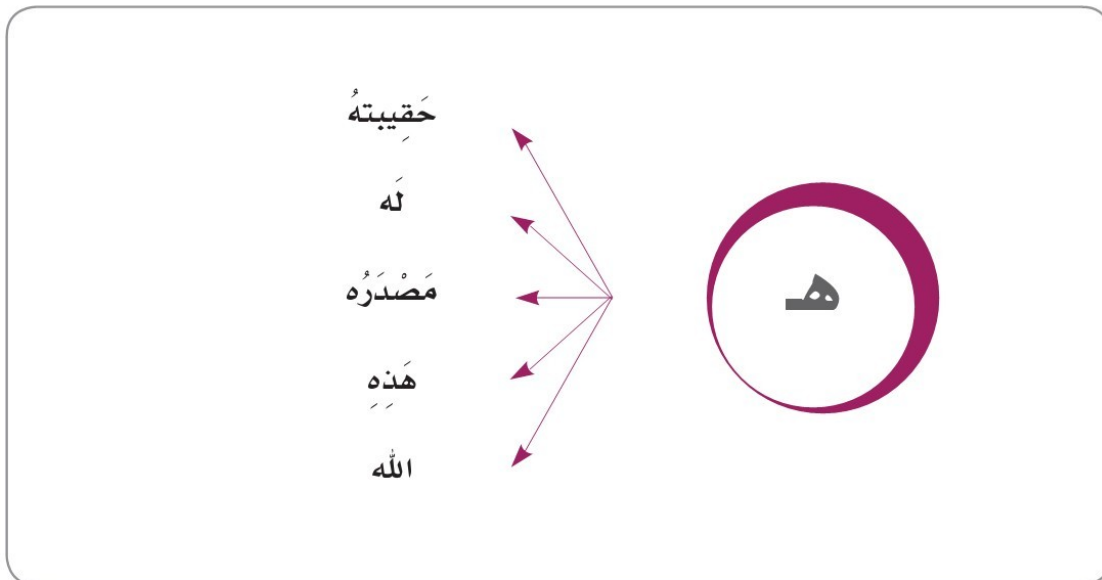 هـ
حَقِيبتهُ
لَه
مَصْدَرُه
هَذِهِ
الله